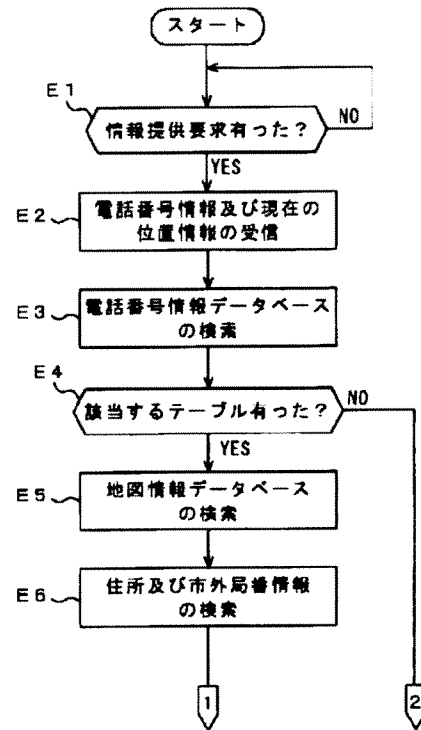 スタート
E1
情報提供要求有った?
NO
YES
E2
電話番号情報及び現在の
位置情報の受信
E3
電話番号情報データベース
の検索
E4
該当するテーブル有った?
NO
YES
E5
地図情報データベース
の検索
E6
住所及び市外局番情報
の検索
1
2